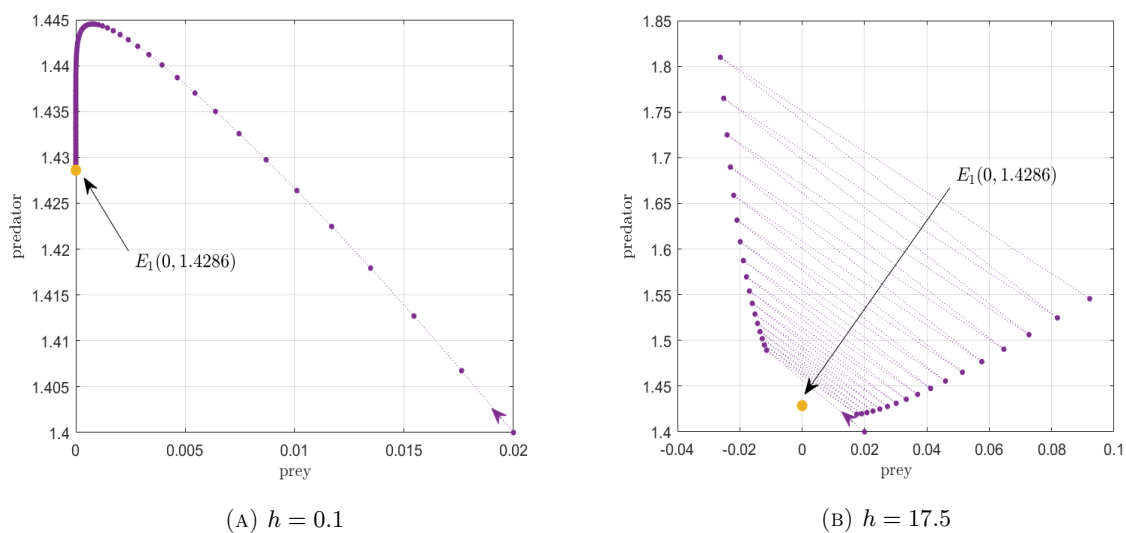 1.445
1.44
1.435
1.43
1.425
1.42
1.415
1.41
1.405
1.4
predator
E₁(0, 1.4286)
0 0.005 0.01 0.015 0.02
prey
(A) h = 0.1
1.85
1.8
1.75
1.7
1.65
1.6
1.55
1.5
1.45
1.4
predator
E₁(0, 1.4286)
-0.04 -0.02 0 0.02 0.04 0.06 0.08 0.1
prey
(B) h = 17.5